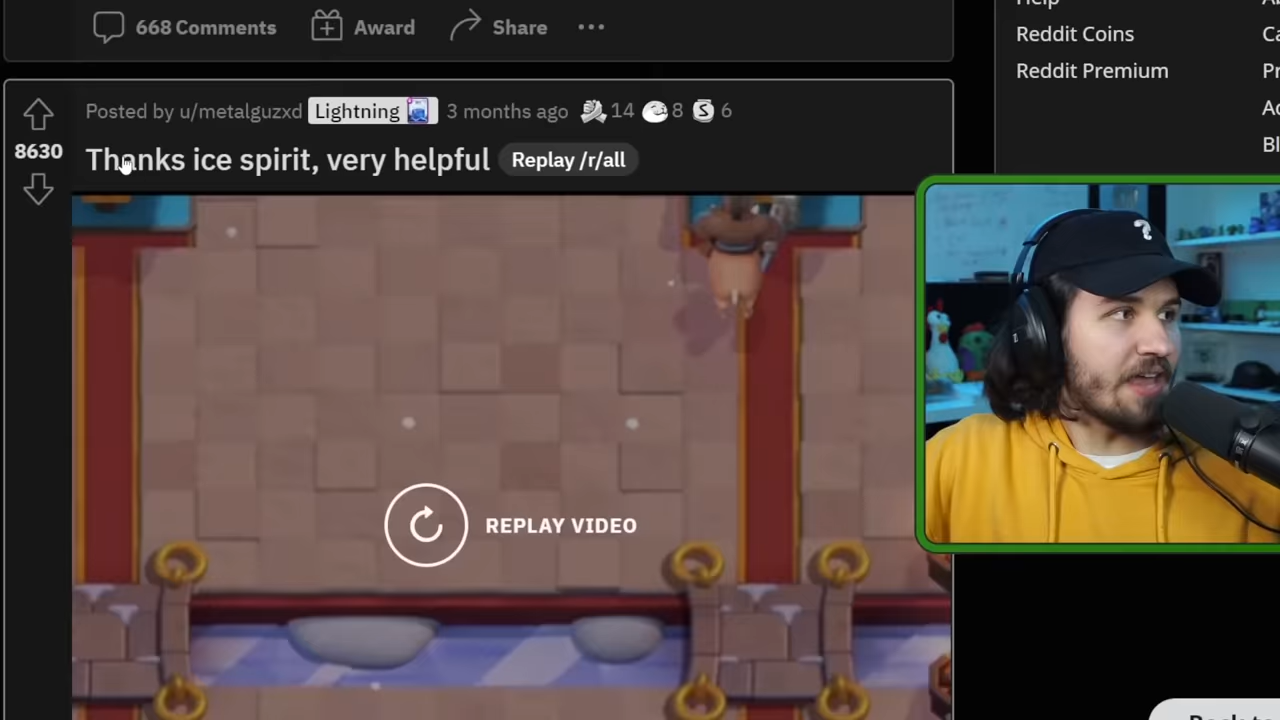 668 Comments Award Share
Help
Reddit Coins
Reddit Premium
8630
Posted by u/metalguzxd Lightning 3 months ago 14 8 S 6
Thanks ice spirit, very helpful Replay /r/all
REPLAY VIDEO
?